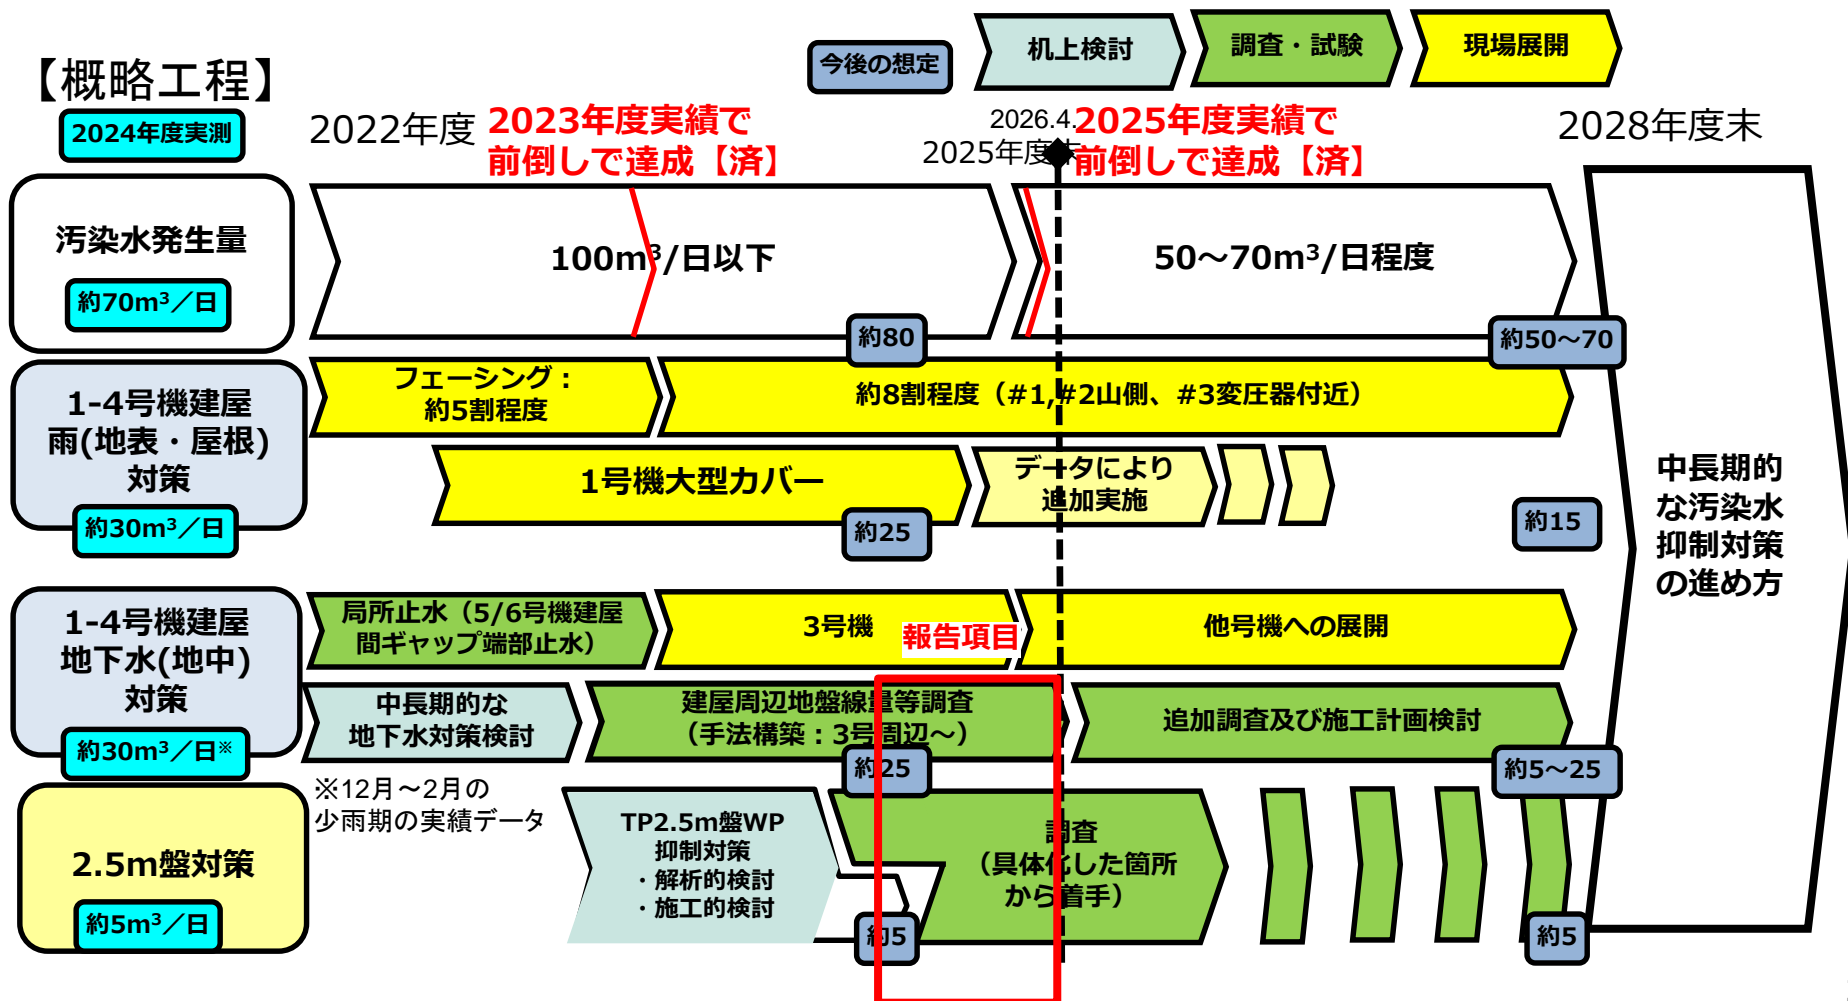 【概略工程】
今後の想定
机上検討
調査・試験
現場展開
2024年度実測
2022年度
2023年度実績で
前倒しで達成【済】
2026.4.
2025年度末
2025年度実績で
前倒しで達成【済】
2028年度末
汚染水発生量
約70m³／日
100m³/日以下
約80
50～70m³/日程度
約50～70
1-4号機建屋
雨(地表・屋根)
対策
約30m³／日
フェーシング：
約5割程度
約8割程度（#1,#2山側、#3変圧器付近）
1号機大型カバー
約25
データにより
追加実施
約15
1-4号機建屋
地下水(地中)
対策
約30m³／日※
局所止水（5/6号機建屋
間ギャップ端部止水）
3号機
報告項目
他号機への展開
中長期的な
地下水対策検討
建屋周辺地盤線量等調査
（手法構築：3号周辺～）
約25
追加調査及び施工計画検討
約5～25
※12月～2月の
少雨期の実績データ
2.5m盤対策
約5m³／日
TP2.5m盤WP
抑制対策
・解析的検討
・施工的検討
約5
調査
（具体化した箇所
から着手）
約5
中長期的
な汚染水
抑制対策
の進め方